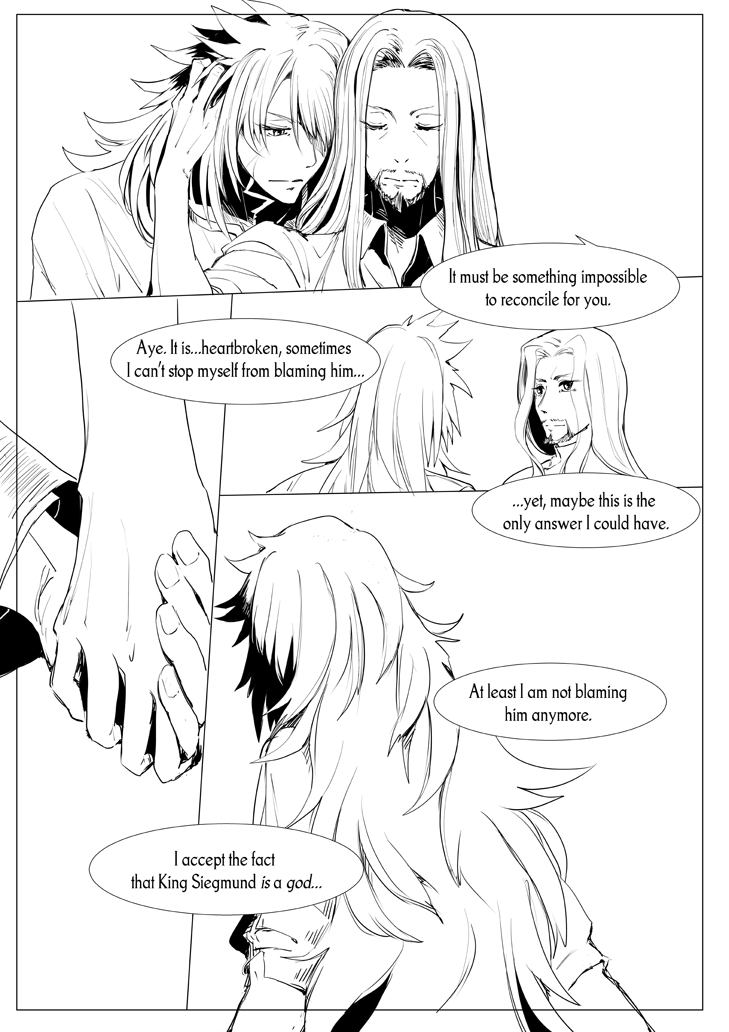 It must be something impossible
to reconcile for you.
Aye. It is...heartbroken, sometimes
I can't stop myself from blaming him...
...yet, maybe this is the
only answer I could have.
At least I am not blaming
him anymore.
I accept the fact
that King Siegmund is a god...